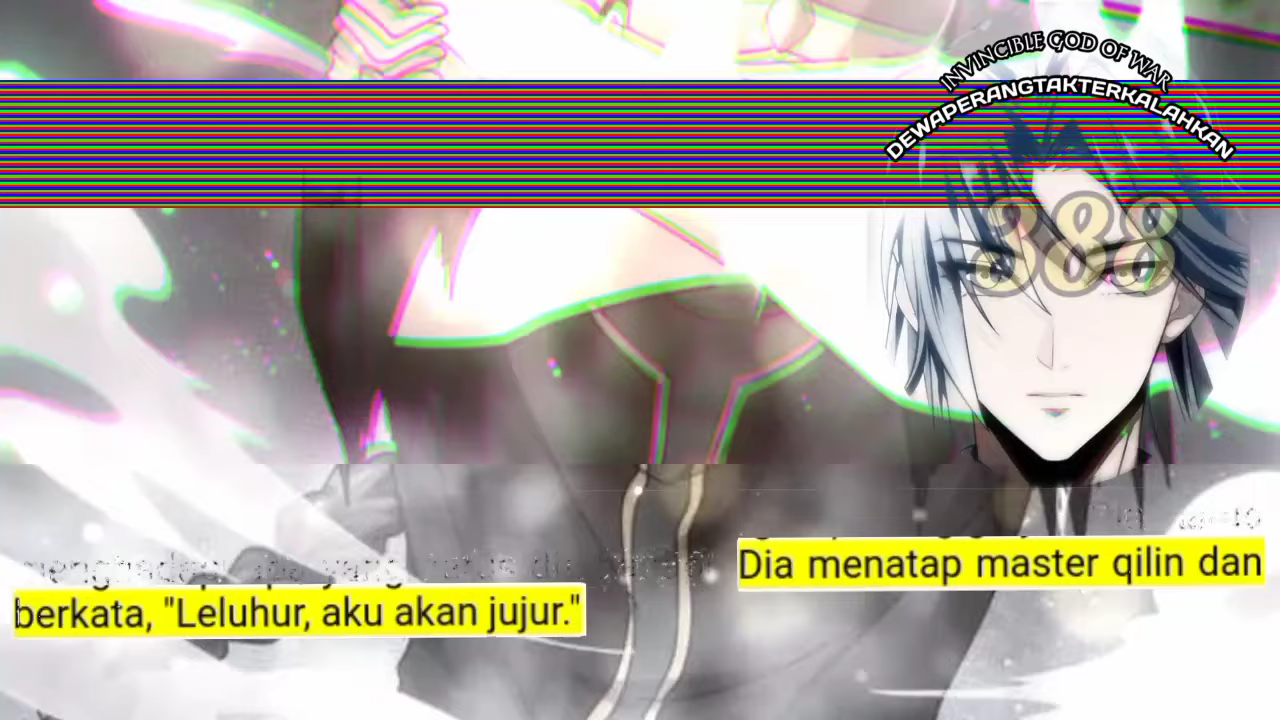 INVINCIBLE GOD OF WAR
DEWAPERANGTAKTERKALAHKAN
388
Dia menatap master qilin dan
berkata, "Leluhur, aku akan jujur."